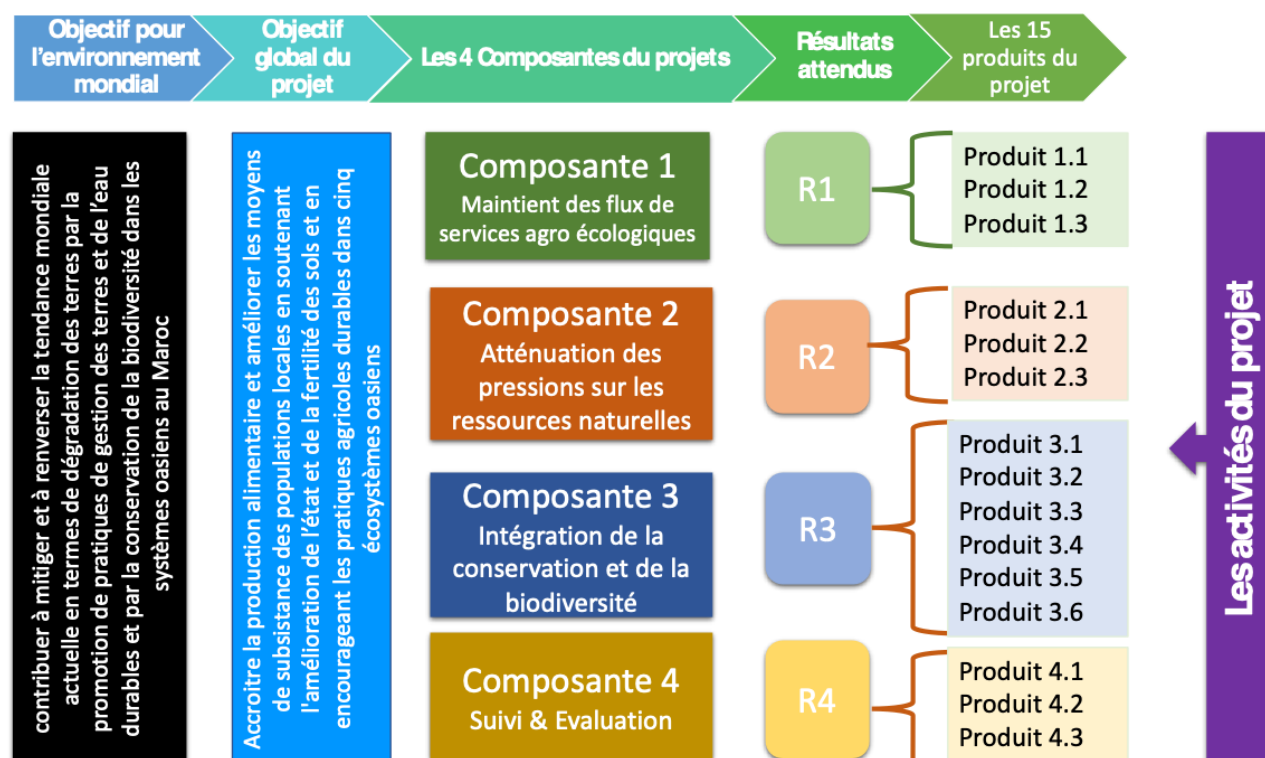 Objectif pour
l'environnement
mondial
Objectif
global du
projet
Les 4 Composantes du projets
Résultats
attendus
Les 15
produits du
projet
contribuer à mitiger et à renverser la tendance mondiale
actuelle en termes de dégradation des terres par la
promotion de pratiques de gestion des terres et de l'eau
durables et par la conservation de la biodiversité dans les
systèmes oasiens au Maroc
Accroitre la production alimentaire et améliorer les moyens
de subsistance des populations locales en soutenant
l'amélioration de l'état et de la fertilité des sols et en
encourageant les pratiques agricoles durables dans cinq
écosystèmes oasiens
Composante 1
Maintient des flux de
services agro écologiques
R1
Produit 1.1
Produit 1.2
Produit 1.3
Composante 2
Atténuation des
pressions sur les
ressources naturelles
R2
Produit 2.1
Produit 2.2
Produit 2.3
Composante 3
Intégration de la
conservation et de la
biodiversité
R3
Produit 3.1
Produit 3.2
Produit 3.3
Produit 3.4
Produit 3.5
Produit 3.6
Composante 4
Suivi & Evaluation
R4
Produit 4.1
Produit 4.2
Produit 4.3
Les activités du projet